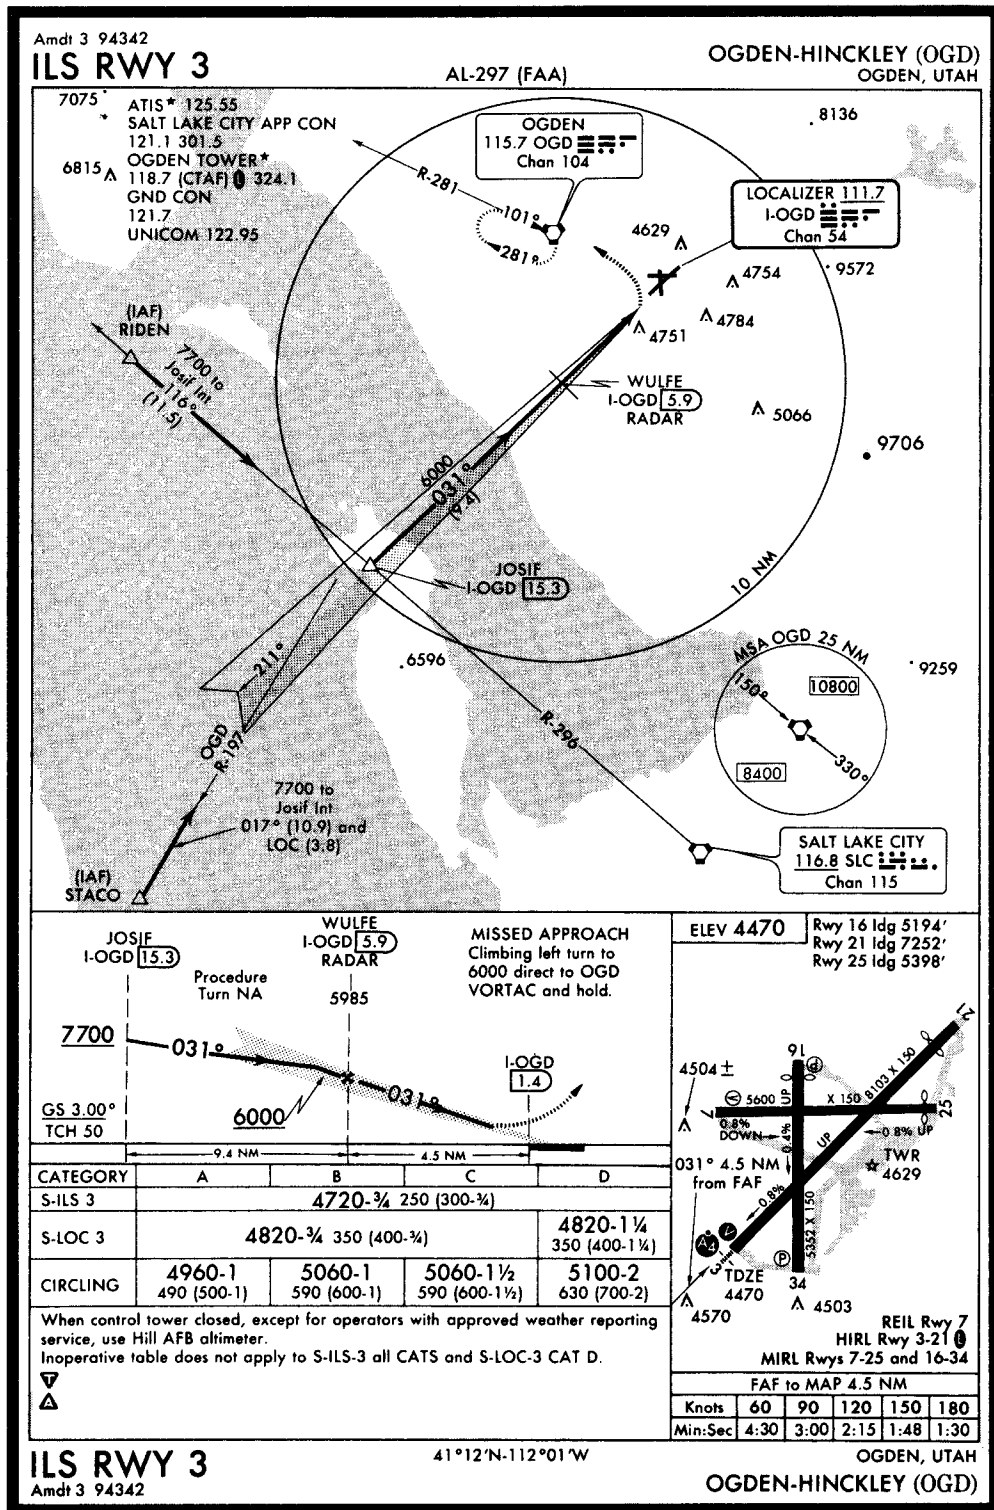 Amdt 3 94342
ILS RWY 3
AL-297 (FAA)
OGDEN-HINCKLEY (OGD)
OGDEN, UTAH
7075
ATIS* 125.55
SALT LAKE CITY APP CON
121.1 301.5
OGDEN TOWER*
118.7 (CTAF) L 324.1
GND CON
121.7
UNICOM 122.95
6815
OGDEN
115.7 OGD
Chan 104
8136
R-281
101°
281°
LOCALIZER 111.7
I-OGD
Chan 54
4629
4754
9572
4784
4751
(IAF)
RIDEN
7700 to
Josif Int
116°
(11.5)
WULFE
I-OGD 5.9
RADAR
5066
9706
6000
031°
(9.4)
JOSIF
I-OGD 15.3
10 NM
6596
211°
MSA OGD 25 NM
150°
10800
9259
8400
330°
OGD
R-197
R-296
7700 to
Josif Int
017° (10.9) and
LOC (3.8)
(IAF)
STACO
SALT LAKE CITY
116.8 SLC
Chan 115
JOSIF
I-OGD 15.3
WULFE
I-OGD 5.9
RADAR
MISSED APPROACH
Climbing left turn to
6000 direct to OGD
VORTAC and hold.
Procedure
Turn NA
5985
7700
031°
6000
031°
I-OGD
1.4
GS 3.00°
TCH 50
9.4 NM
4.5 NM
CATEGORY A B C D
S-ILS 3 4720-¾ 250 (300-¾)
S-LOC 3 4820-¾ 350 (400-¾) 4820-1¼ 350 (400-1¼)
CIRCLING 4960-1 490 (500-1) 5060-1 590 (600-1) 5060-1½ 590 (600-1½) 5100-2 630 (700-2)
When control tower closed, except for operators with approved weather reporting
service, use Hill AFB altimeter.
Inoperative table does not apply to S-ILS-3 all CATS and S-LOC-3 CAT D.
T
A
ELEV 4470
Rwy 16 ldg 5194'
Rwy 21 ldg 7252'
Rwy 25 ldg 5398'
21
16
P
4504 ±
V 5600 X 150
7
25
8103 X 150
UP
0.8%
DOWN
0.4%
UP
0.8% UP
TWR
4629
031° 4.5 NM
from FAF
0.8%
5352 X 150
A4
V
3
P
TDZE
4470
34
4570
4503
REIL Rwy 7
HIRL Rwy 3-21 L
MIRL Rwys 7-25 and 16-34
FAF to MAP 4.5 NM
Knots 60 90 120 150 180
Min:Sec 4:30 3:00 2:15 1:48 1:30
ILS RWY 3
Amdt 3 94342
41°12'N-112°01'W
OGDEN, UTAH
OGDEN-HINCKLEY (OGD)